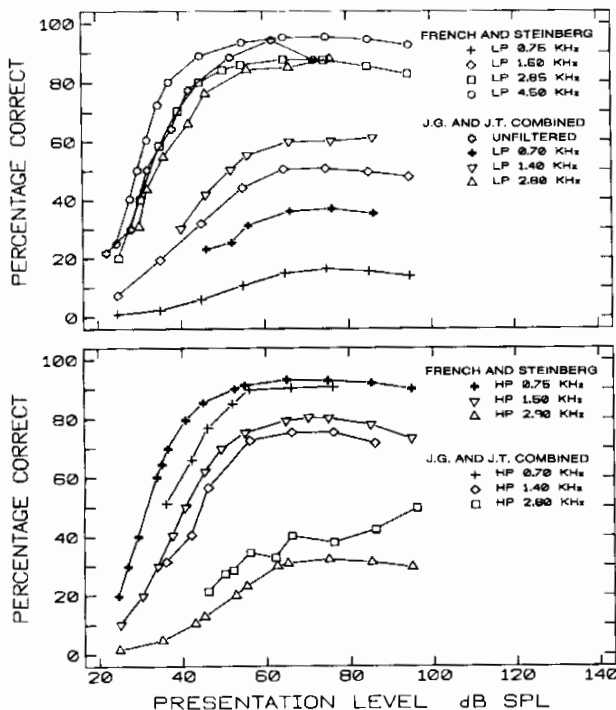 100
80
60
40
20
0
PERCENTAGE CORRECT
FRENCH AND STEINBERG
LP 0.75 KHz
LP 1.50 KHz
LP 2.85 KHz
LP 4.50 KHz
J.G. AND J.T. COMBINED
UNFILTERED
LP 0.70 KHz
LP 1.40 KHz
LP 2.80 KHz
100
80
60
40
20
0
PERCENTAGE CORRECT
FRENCH AND STEINBERG
HP 0.75 KHz
HP 1.50 KHz
HP 2.90 KHz
J.G. AND J.T. COMBINED
HP 0.70 KHz
HP 1.40 KHz
HP 2.80 KHz
20 40 60 80 100 120 140
PRESENTATION LEVEL dB SPL